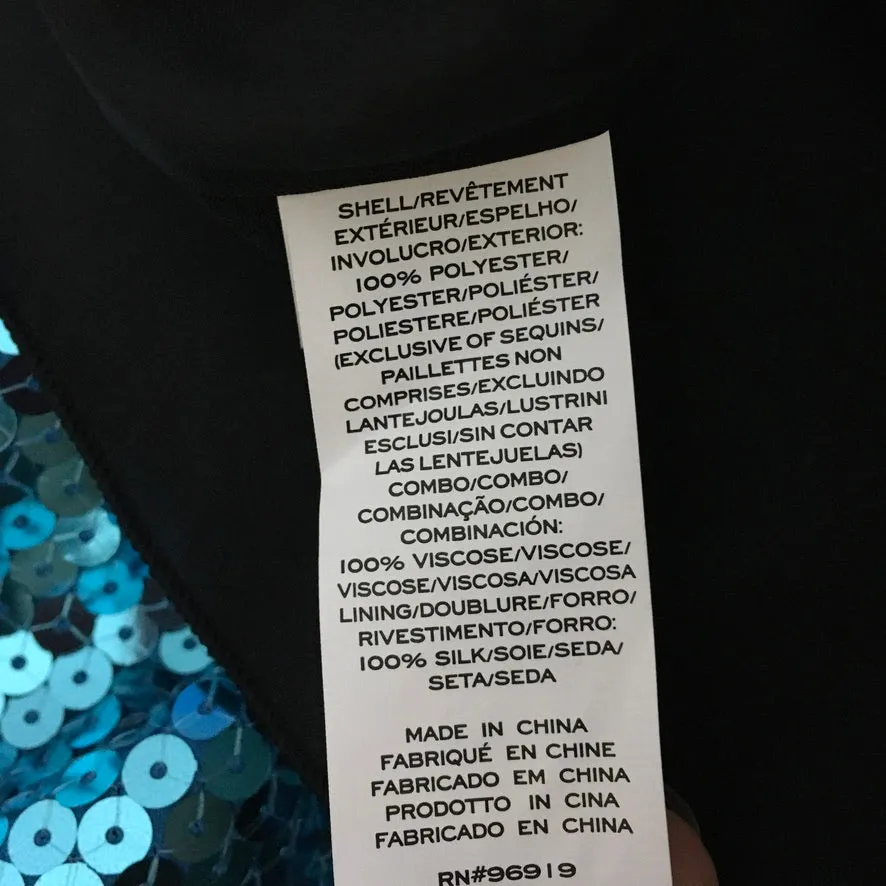 SHELL/REVÊTEMENT
EXTÉRIEUR/ESPELHO/
INVOLUCRO/EXTERIOR:
100% POLYESTER/
POLYESTER/POLIÉSTER/
POLIESTERE/POLIÉSTER
(EXCLUSIVE OF SEQUINS/
PAILLETTES NON
COMPRISES/EXCLUINDO
LANTEJOULAS/LUSTRINI
ESCLUSI/SIN CONTAR
LAS LENTEJUELAS)
COMBO/COMBO/
COMBINAÇÃO/COMBO/
COMBINACIÓN:
100% VISCOSE/VISCOSE/
VISCOSE/VISCOSA/VISCOSA
LINING/DOUBLURE/FORRO/
RIVESTIMENTO/FORRO:
100% SILK/SOIE/SEDA/
SETA/SEDA
MADE IN CHINA
FABRIQUÉ EN CHINE
FABRICADO EM CHINA
PRODOTTO IN CINA
FABRICADO EN CHINA
RN#96919